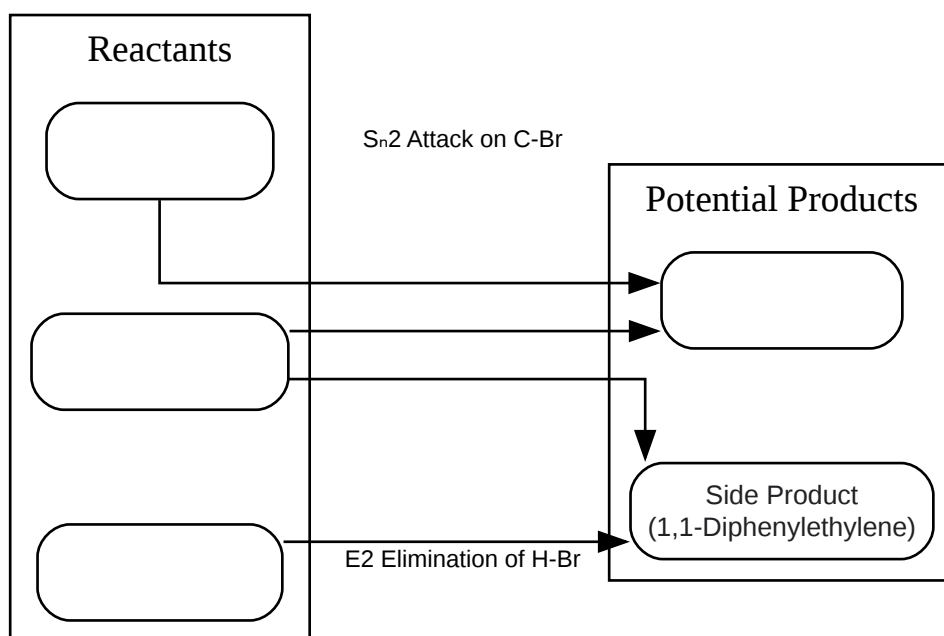 Reactants
Sₙ2 Attack on C-Br
Potential Products
Side Product
(1,1-Diphenylethylene)
E2 Elimination of H-Br